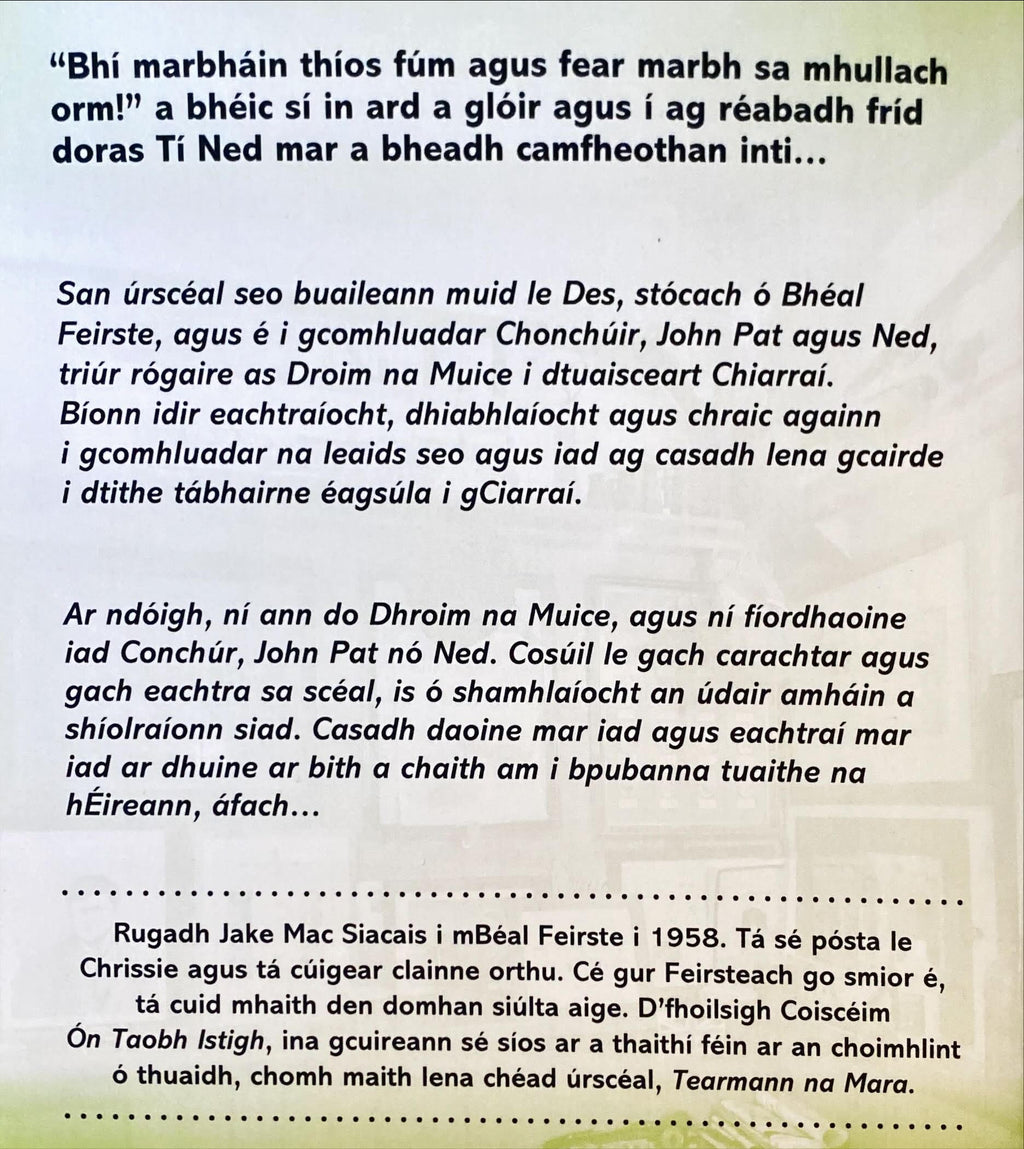 “Bhí marbháin thíos fúm agus fear marbh sa mhullach
orm!” a bhéic sí in ard a glóir agus í ag réabadh fríd
doras Tí Ned mar a bheadh camfheothan inti...
San úrscéal seo buaileann muid le Des, stócach ó Bhéal
Feirste, agus é i gcomhluadar Chonchúir, John Pat agus Ned,
triúr rógaire as Droim na Muice i dtuaisceart Chiarraí.
Bíonn idir eachtraíocht, dhiabhlaíocht agus chraic againn
i gcomhluadar na leaids seo agus iad ag casadh lena gcairde
i dtithe tábhairne éagsúla i gCiarraí.
Ar ndóigh, ní ann do Dhroim na Muice, agus ní fíordhaoine
iad Conchúr, John Pat nó Ned. Cosúil le gach carachtar agus
gach eachtra sa scéal, is ó shamhlaíocht an údair amháin a
shíolraíonn siad. Casadh daoine mar iad agus eachtraí mar
iad ar dhuine ar bith a chaith am i bpubanna tuaithe na
hÉireann, áfach...
Rugadh Jake Mac Siacais i mBéal Feirste i 1958. Tá sé pósta le
Chrissie agus tá cúigear clainne orthu. Cé gur Feirsteach go smior é,
tá cuid mhaith den domhan siúlta aige. D’fhoilsigh Coiscéim
Ón Taobh Istigh, ina gcuireann sé síos ar a thaithí féin ar an choimhlint
ó thuaidh, chomh maith lena chéad úrscéal, Tearmann na Mara.